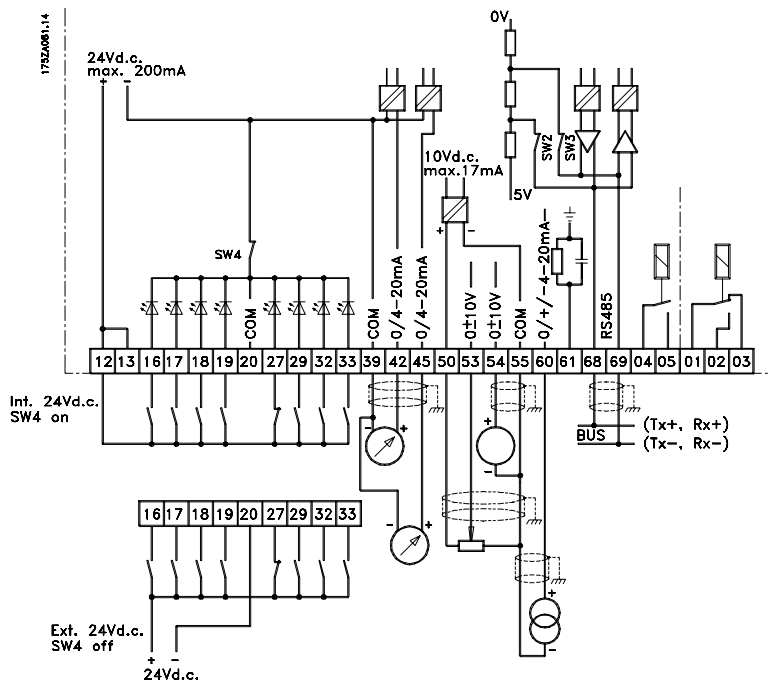 175ZA061.14
24Vd.c.
max. 200mA
+ −
0V
SW2
SW3
5V
10Vd.c.
max.17mA
+ −
SW4
COM
COM
0/4-20mA
0/4-20mA
0±10V
0±10V
COM
0/+/-4-20mA
RS485
12 13 16 17 18 19 20 27 29 32 33 39 42 45 50 53 54 55 60 61 68 69 04 05 01 02 03
Int. 24Vd.c.
SW4 on
− +
+
−
BUS
(Tx+, Rx+)
(Tx-, Rx-)
16 17 18 19 20 27 29 32 33
− +
+
−
Ext. 24Vd.c.
SW4 off
+ −
24Vd.c.